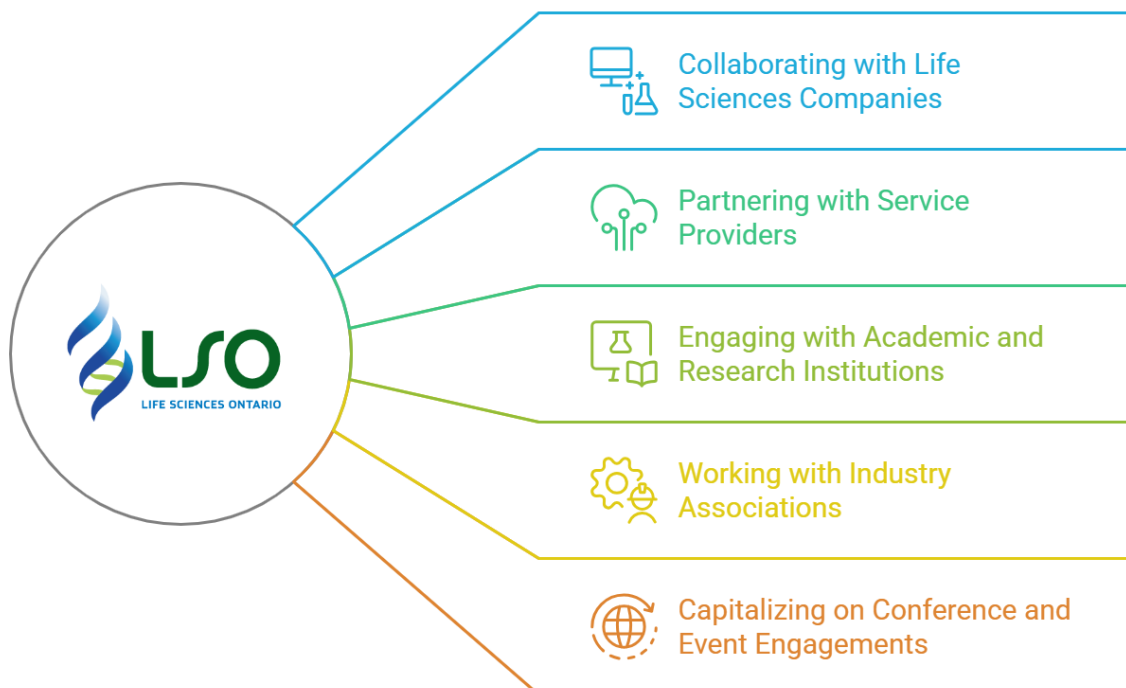 Collaborating with Life
Sciences Companies
Partnering with Service
Providers
Engaging with Academic and
Research Institutions
LSO
LIFE SCIENCES ONTARIO
Working with Industry
Associations
Capitalizing on Conference and
Event Engagements